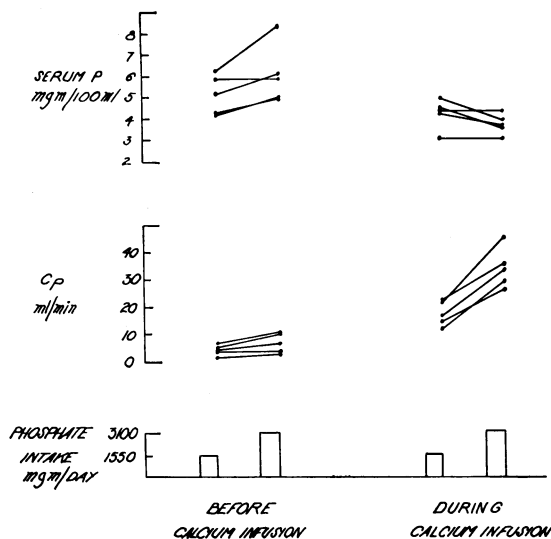 8
7
SERUM P 6
mgm/100ml 5
4
3
2
40
CP 30
ml/min 20
10
0
PHOSPHATE 3100
INTAKE 1550
mgm/DAY
BEFORE DURING
CALCIUM INFUSION CALCIUM INFUSION